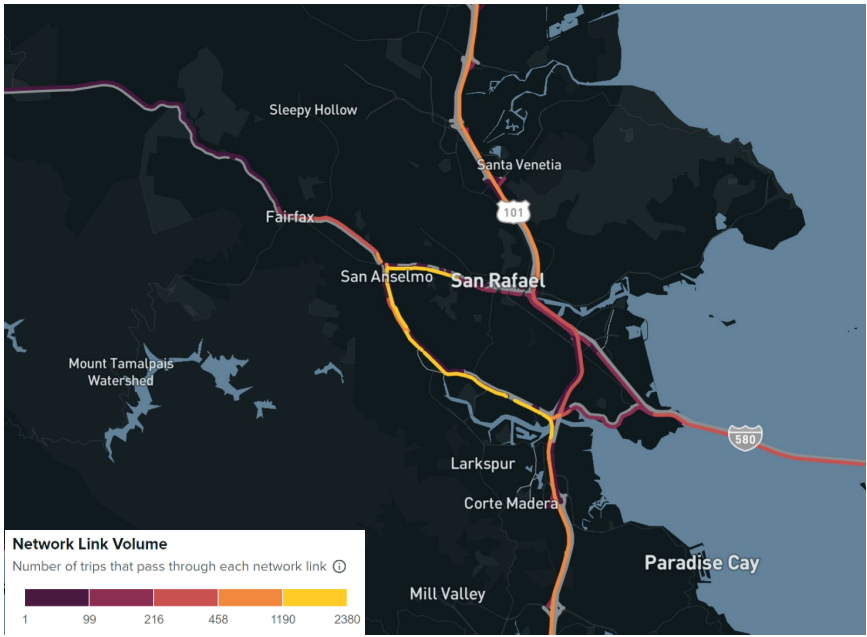 Sleepy Hollow
Santa Venetia
101
Fairfax
San Anselmo
San Rafael
Mount Tamalpais
Watershed
580
Larkspur
Corte Madera
Paradise Cay
Mill Valley
Network Link Volume
Number of trips that pass through each network link
1 99 216 458 1190 2380